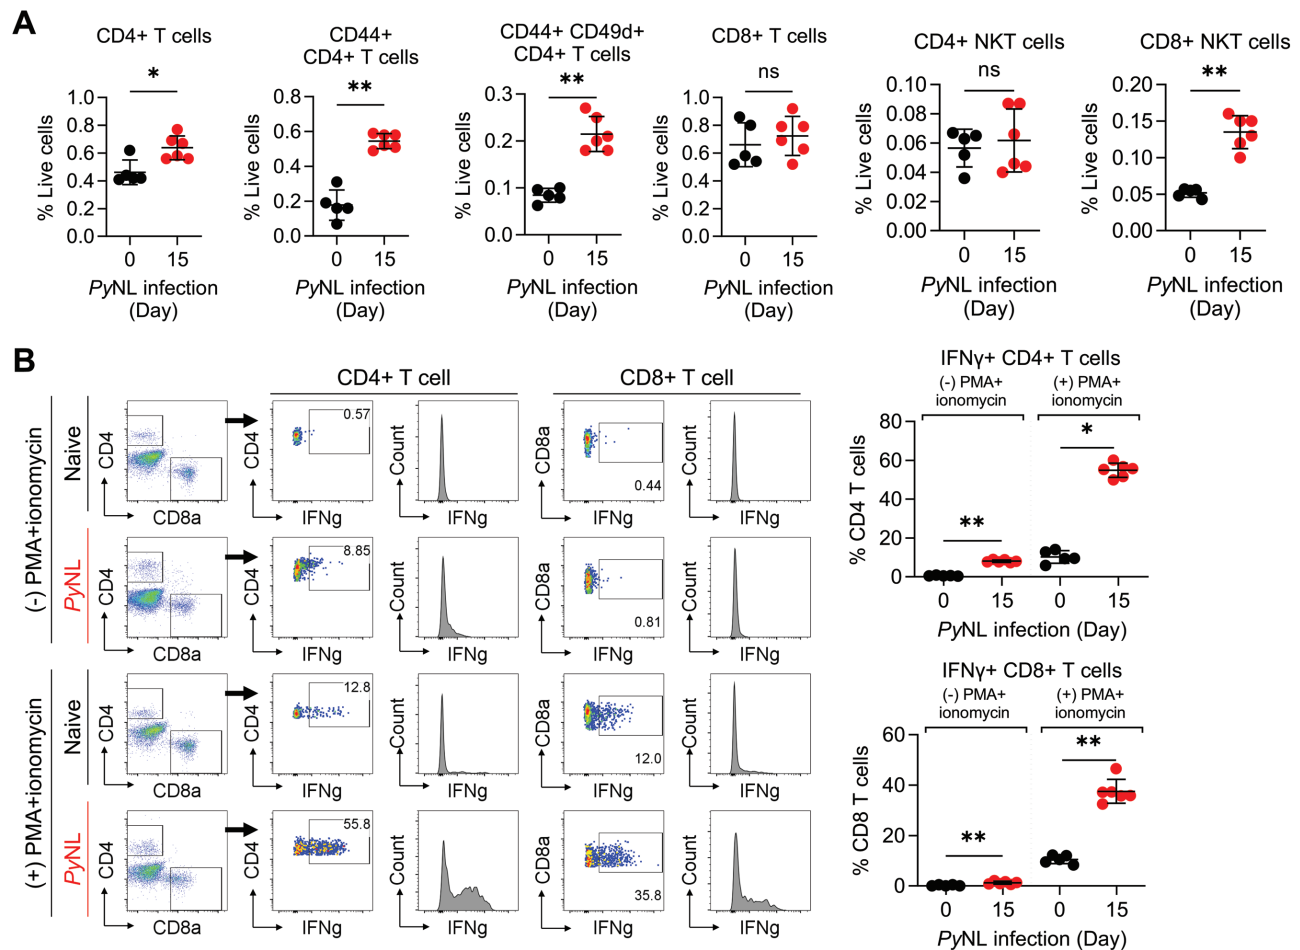 A
CD4+ T cells
*
1.0
0.8
0.6
0.4
0.2
0.0
% Live cells
0 15
PyNL infection
(Day)
CD44+
CD4+ T cells
**
0.8
0.6
0.4
0.2
0.0
% Live cells
0 15
PyNL infection
(Day)
CD44+ CD49d+
CD4+ T cells
**
0.3
0.2
0.1
0.0
% Live cells
0 15
PyNL infection
(Day)
CD8+ T cells
ns
1.0
0.8
0.6
0.4
0.2
0.0
% Live cells
0 15
PyNL infection
(Day)
CD4+ NKT cells
ns
0.10
0.08
0.06
0.04
0.02
0.00
% Live cells
0 15
PyNL infection
(Day)
CD8+ NKT cells
**
0.20
0.15
0.10
0.05
0.00
% Live cells
0 15
PyNL infection
(Day)
B
CD4+ T cell
CD8+ T cell
(-) PMA+ionomycin
Naive
CD4
CD8a
CD4
0.57
IFNg
Count
IFNg
CD8a
0.44
IFNg
Count
IFNg
PyNL
CD4
CD8a
CD4
8.85
IFNg
Count
IFNg
CD8a
0.81
IFNg
Count
IFNg
(+) PMA+ionomycin
Naive
CD4
CD8a
CD4
12.8
IFNg
Count
IFNg
CD8a
12.0
IFNg
Count
IFNg
PyNL
CD4
CD8a
CD4
55.8
IFNg
Count
IFNg
CD8a
35.8
IFNg
Count
IFNg
IFNγ+ CD4+ T cells
(-) PMA+
ionomycin
(+) PMA+
ionomycin
80
60
40
20
0
% CD4 T cells
**
*
0 15 0 15
PyNL infection (Day)
IFNγ+ CD8+ T cells
(-) PMA+
ionomycin
(+) PMA+
ionomycin
60
40
20
0
% CD8 T cells
**
**
0 15 0 15
PyNL infection (Day)